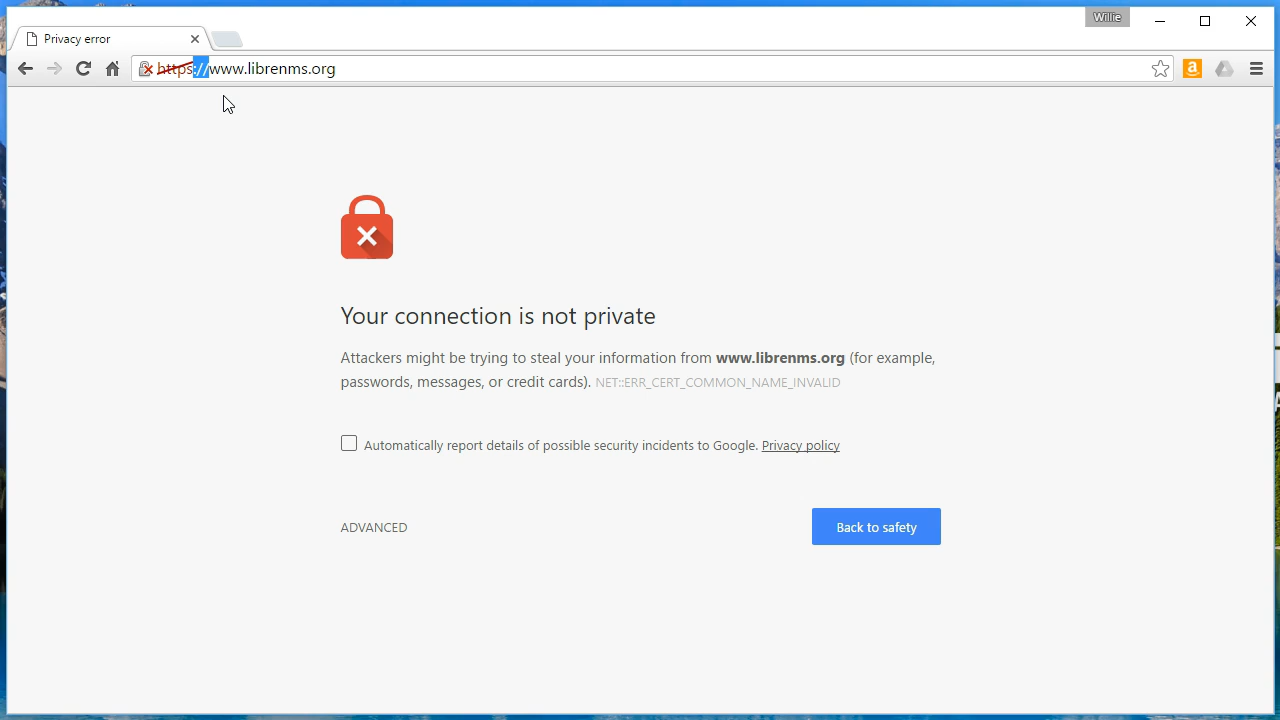 Willie
Privacy error
https://www.librenms.org
a
Your connection is not private
Attackers might be trying to steal your information from www.librenms.org (for example,
passwords, messages, or credit cards). NET::ERR_CERT_COMMON_NAME_INVALID
Automatically report details of possible security incidents to Google. Privacy policy
ADVANCED
Back to safety